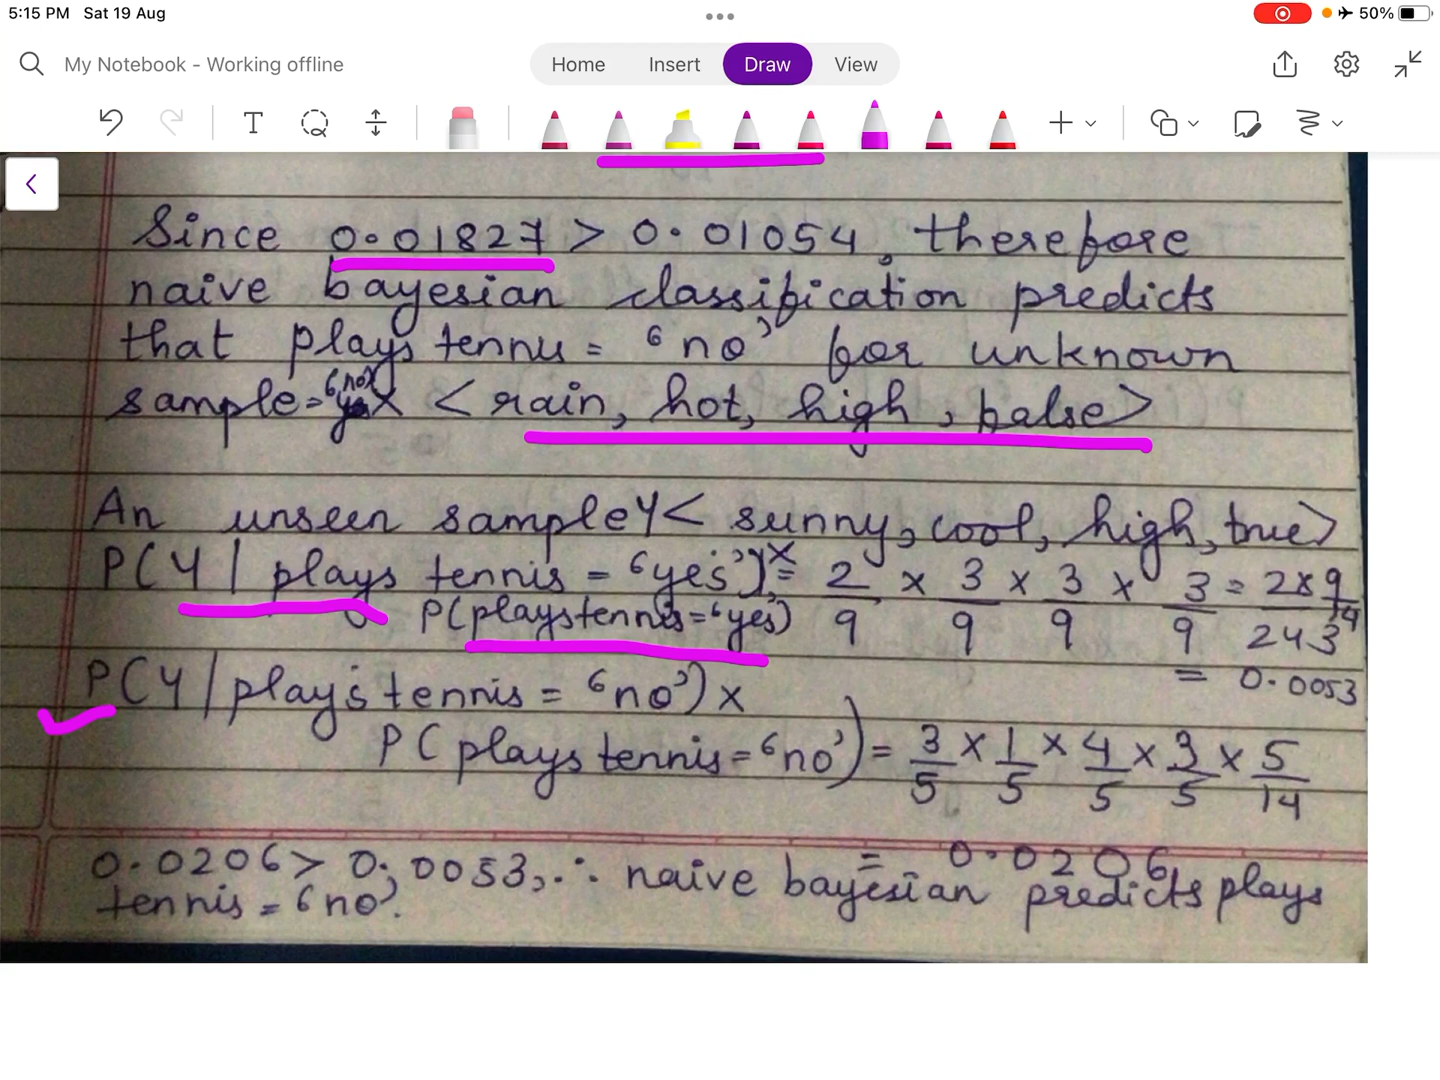 5:15 PM Sat 19 Aug
50%
My Notebook - Working offline
Home Insert Draw View
T
Since 0.01827 > 0.01054, therefore
naive bayesian classification predicts
that plays tennis = 'no' for unknown
sample = 'no' X < rain, hot, high, false>
An unseen sample Y < sunny, cool, high, true>
P(Y | plays tennis = 'yes') x = 2/9 x 3/9 x 3/9 x 3/9 = 2x9/243
P(plays tennis = 'yes')
= 0.0053
P(Y/plays tennis = 'no') x
P(plays tennis = 'no') = 3/5 x 1/5 x 4/5 x 3/5 x 5/14
= 0.0206
0.0206 > 0.0053, ∴ naive bayesian predicts plays
tennis = 'no'.